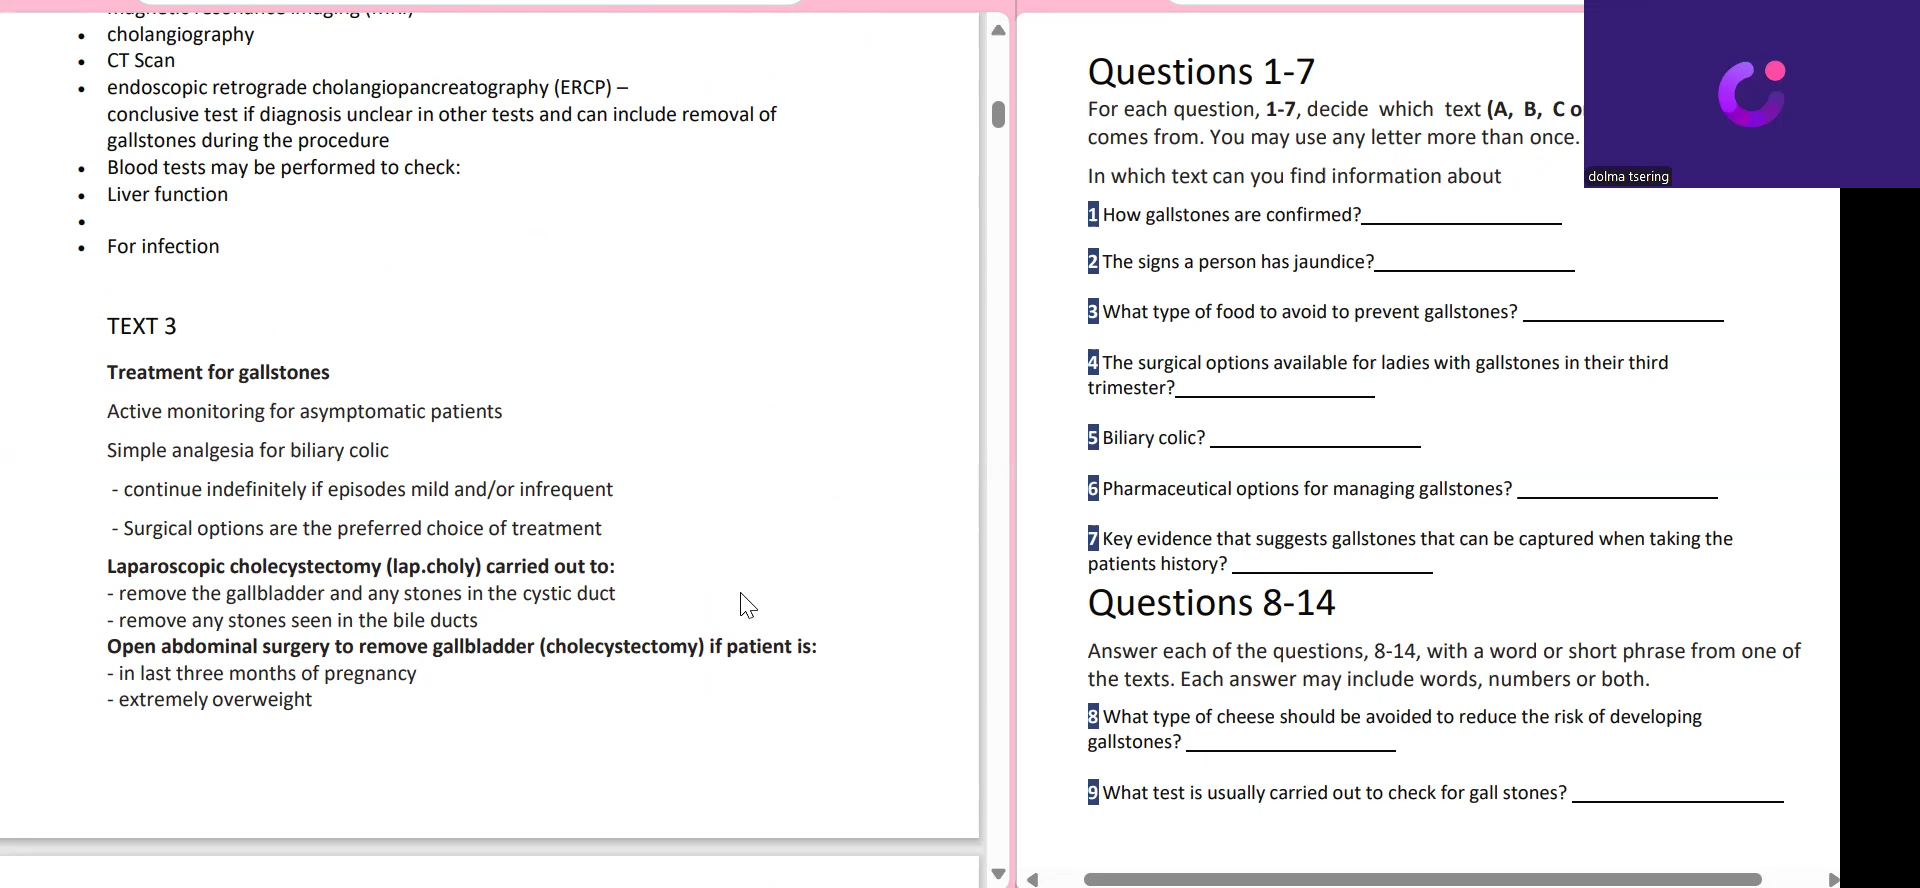 cholangiography
CT Scan
endoscopic retrograde cholangiopancreatography (ERCP) –
conclusive test if diagnosis unclear in other tests and can include removal of
gallstones during the procedure
Blood tests may be performed to check:
Liver function
For infection
TEXT 3
Treatment for gallstones
Active monitoring for asymptomatic patients
Simple analgesia for biliary colic
- continue indefinitely if episodes mild and/or infrequent
- Surgical options are the preferred choice of treatment
Laparoscopic cholecystectomy (lap.choly) carried out to:
- remove the gallbladder and any stones in the cystic duct
- remove any stones seen in the bile ducts
Open abdominal surgery to remove gallbladder (cholecystectomy) if patient is:
- in last three months of pregnancy
- extremely overweight
Questions 1-7
For each question, 1-7, decide which text (A, B, C
comes from. You may use any letter more than once.
In which text can you find information about
1 How gallstones are confirmed?
2 The signs a person has jaundice?
3 What type of food to avoid to prevent gallstones?
4 The surgical options available for ladies with gallstones in their third
trimester?
5 Biliary colic?
6 Pharmaceutical options for managing gallstones?
7 Key evidence that suggests gallstones that can be captured when taking the
patients history?
Questions 8-14
Answer each of the questions, 8-14, with a word or short phrase from one of
the texts. Each answer may include words, numbers or both.
8 What type of cheese should be avoided to reduce the risk of developing
gallstones?
9 What test is usually carried out to check for gall stones?
dolma tsering